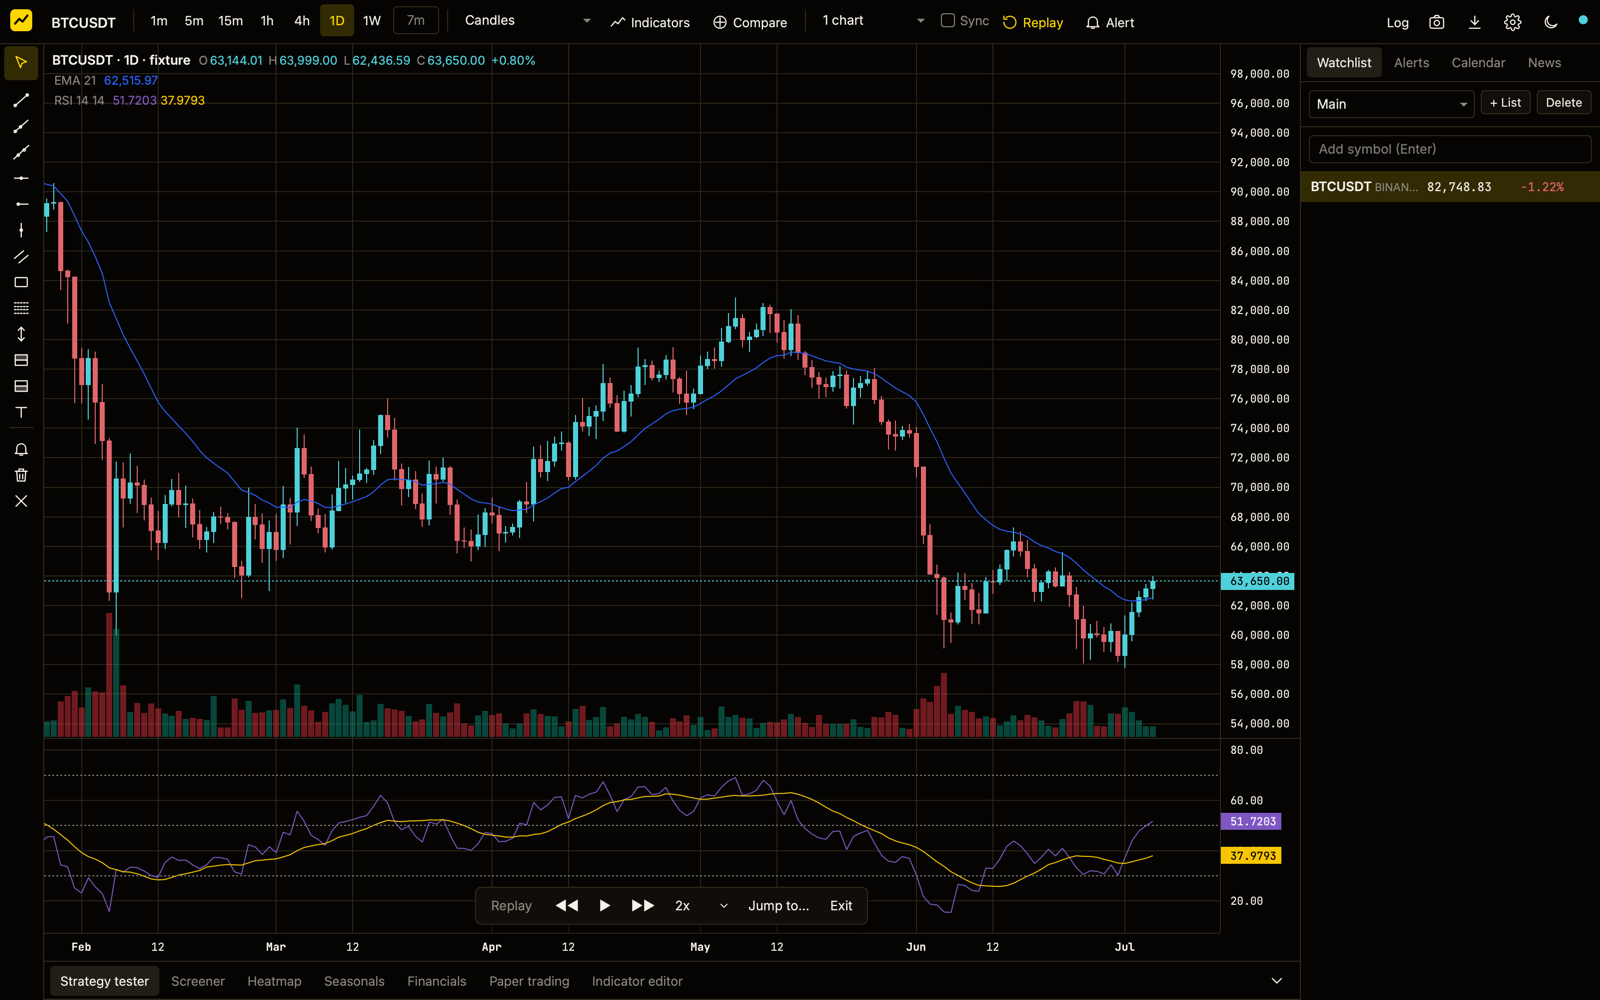 BTCUSDT 1m 5m 15m 1h 4h 1D 1W 7m Candles Indicators Compare 1 chart Sync Replay Alert Log
BTCUSDT · 1D · fixture O63,144.01 H63,999.00 L62,436.59 C63,650.00 +0.80%
EMA 21 62,515.97
RSI 14 14 51.7203 37.9793
98,000.00
96,000.00
94,000.00
92,000.00
90,000.00
88,000.00
86,000.00
84,000.00
82,000.00
80,000.00
78,000.00
76,000.00
74,000.00
72,000.00
70,000.00
68,000.00
66,000.00
63,650.00
62,000.00
60,000.00
58,000.00
56,000.00
54,000.00
80.00
60.00
51.7203
37.9793
20.00
Replay 2x Jump to... Exit
Feb 12 Mar 12 Apr 12 May 12 Jun 12 Jul
Strategy tester Screener Heatmap Seasonals Financials Paper trading Indicator editor
Watchlist Alerts Calendar News
Main + List Delete
Add symbol (Enter)
BTCUSDT BINAN... 82,748.83 -1.22%